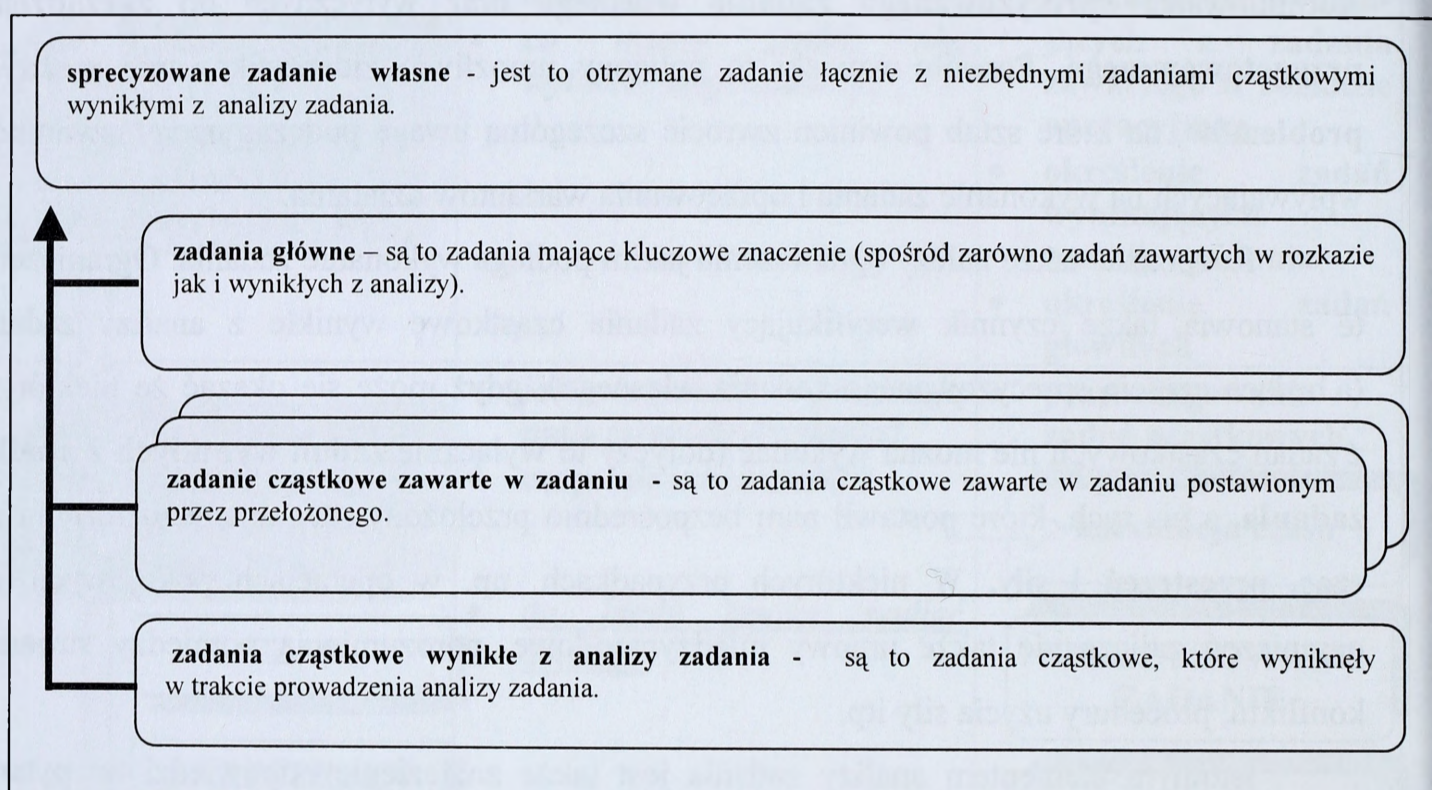 sprecyzowane zadanie własne - jest to otrzymane zadanie łącznie z niezbędnymi zadaniami cząstkowymi
wynikłymi z analizy zadania.
zadania główne – są to zadania mające kluczowe znaczenie (spośród zarówno zadań zawartych w rozkazie
jak i wynikłych z analizy).
zadanie cząstkowe zawarte w zadaniu - są to zadania cząstkowe zawarte w zadaniu postawionym
przez przełożonego.
zadania cząstkowe wynikłe z analizy zadania - są to zadania cząstkowe, które wyniknęły
w trakcie prowadzenia analizy zadania.